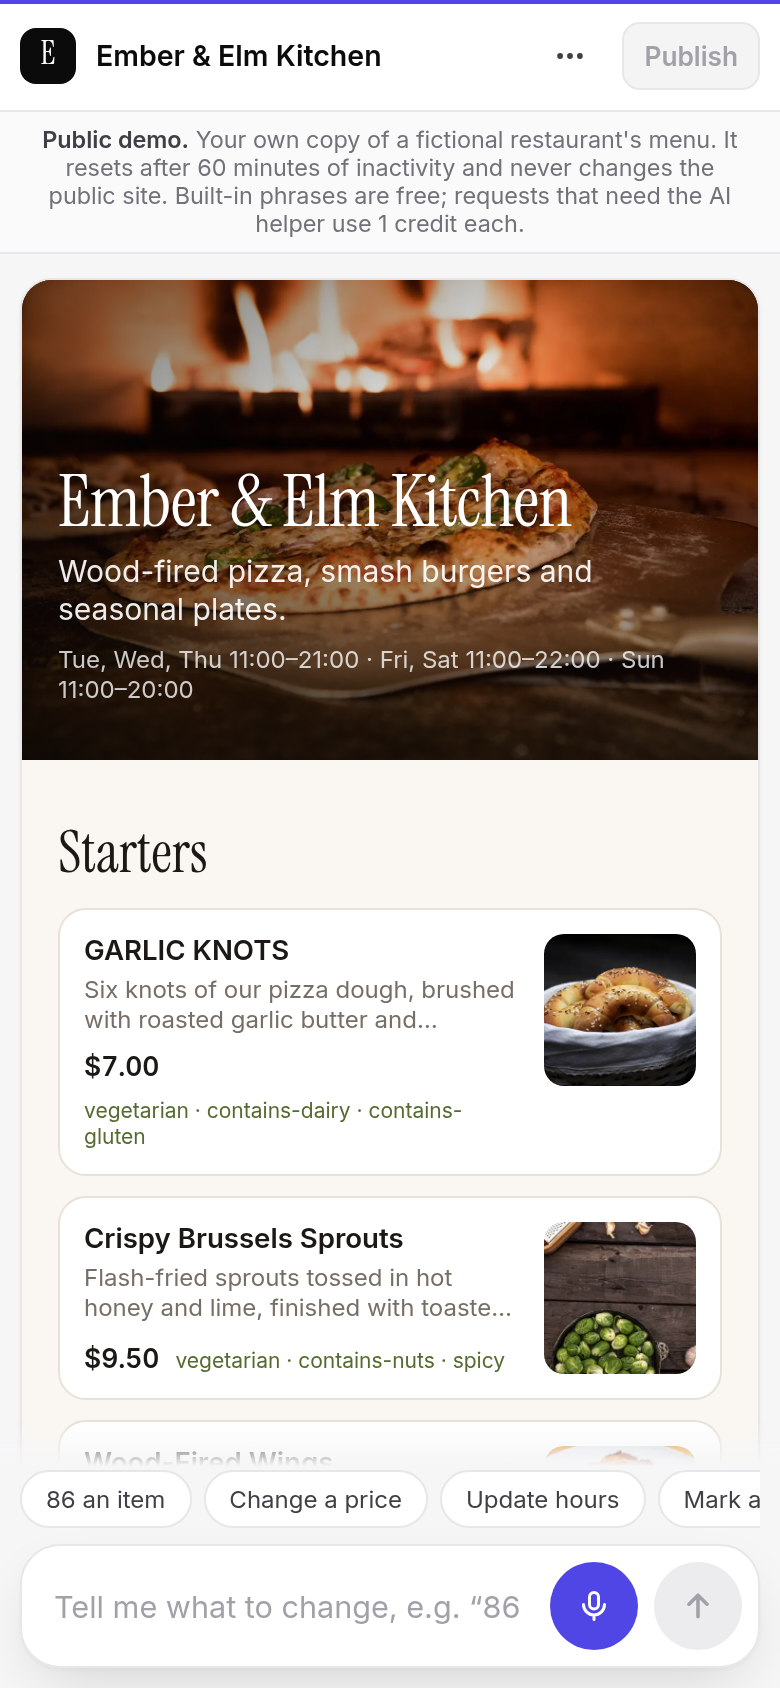 E
Ember & Elm Kitchen
Publish
Public demo. Your own copy of a fictional restaurant's menu. It
resets after 60 minutes of inactivity and never changes the
public site. Built-in phrases are free; requests that need the AI
helper use 1 credit each.
Ember & Elm Kitchen
Wood-fired pizza, smash burgers and
seasonal plates.
Tue, Wed, Thu 11:00–21:00 · Fri, Sat 11:00–22:00 · Sun
11:00–20:00
Starters
GARLIC KNOTS
Six knots of our pizza dough, brushed
with roasted garlic butter and...
$7.00
vegetarian · contains-dairy · contains-
gluten
Crispy Brussels Sprouts
Flash-fried sprouts tossed in hot
honey and lime, finished with toaste...
$9.50 vegetarian · contains-nuts · spicy
Wood-Fired Wings
86 an item
Change a price
Update hours
Mark a
Tell me what to change, e.g. “86